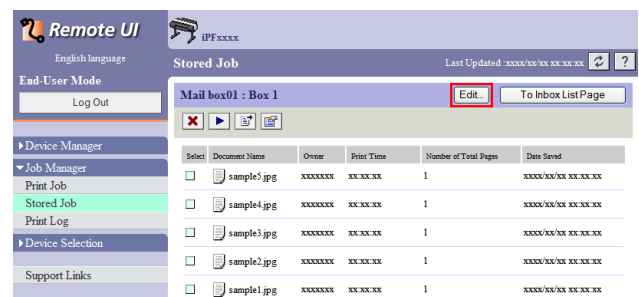 Remote UI
iPFxxxx
English language
Stored Job
Last Updated :xxxx/xx/xx xx:xx:xx
?
End-User Mode
Log Out
Mail box01 : Box 1
Edit...
To Inbox List Page
Device Manager
Job Manager
Print Job
Stored Job
Print Log
Device Selection
Support Links
Select Document Name Owner Print Time Number of Total Pages Date Saved
sample5.jpg xxxxxxx xx:xx:xx 1 xxxx/xx/xx xx:xx:xx
sample4.jpg xxxxxxx xx:xx:xx 1 xxxx/xx/xx xx:xx:xx
sample3.jpg xxxxxxx xx:xx:xx 1 xxxx/xx/xx xx:xx:xx
sample2.jpg xxxxxxx xx:xx:xx 1 xxxx/xx/xx xx:xx:xx
sample1.jpg xxxxxxx xx:xx:xx 1 xxxx/xx/xx xx:xx:xx